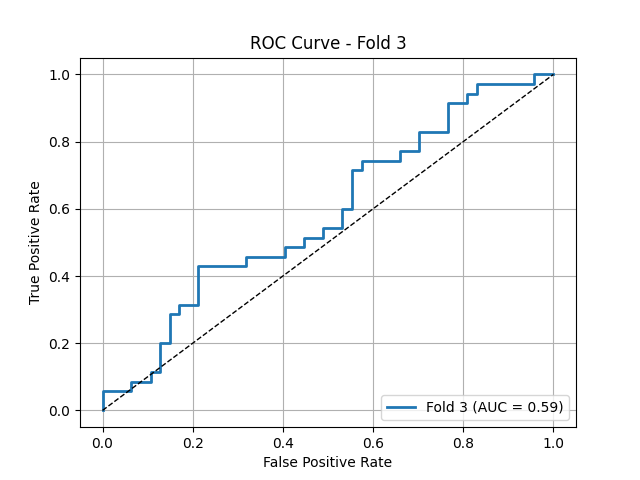 ROC Curve - Fold 3
1.0
0.8
0.6
0.4
0.2
0.0
True Positive Rate
Fold 3 (AUC = 0.59)
0.0 0.2 0.4 0.6 0.8 1.0
False Positive Rate